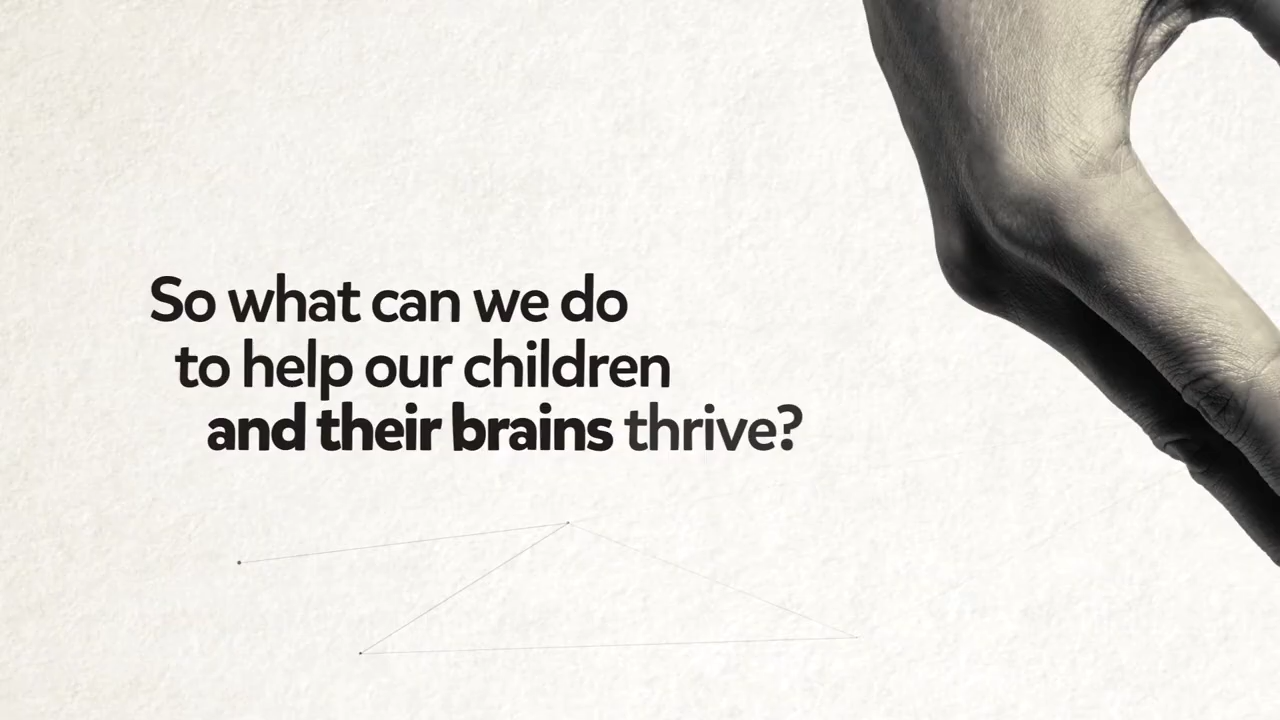 So what can we do
to help our children
and their brains thrive?